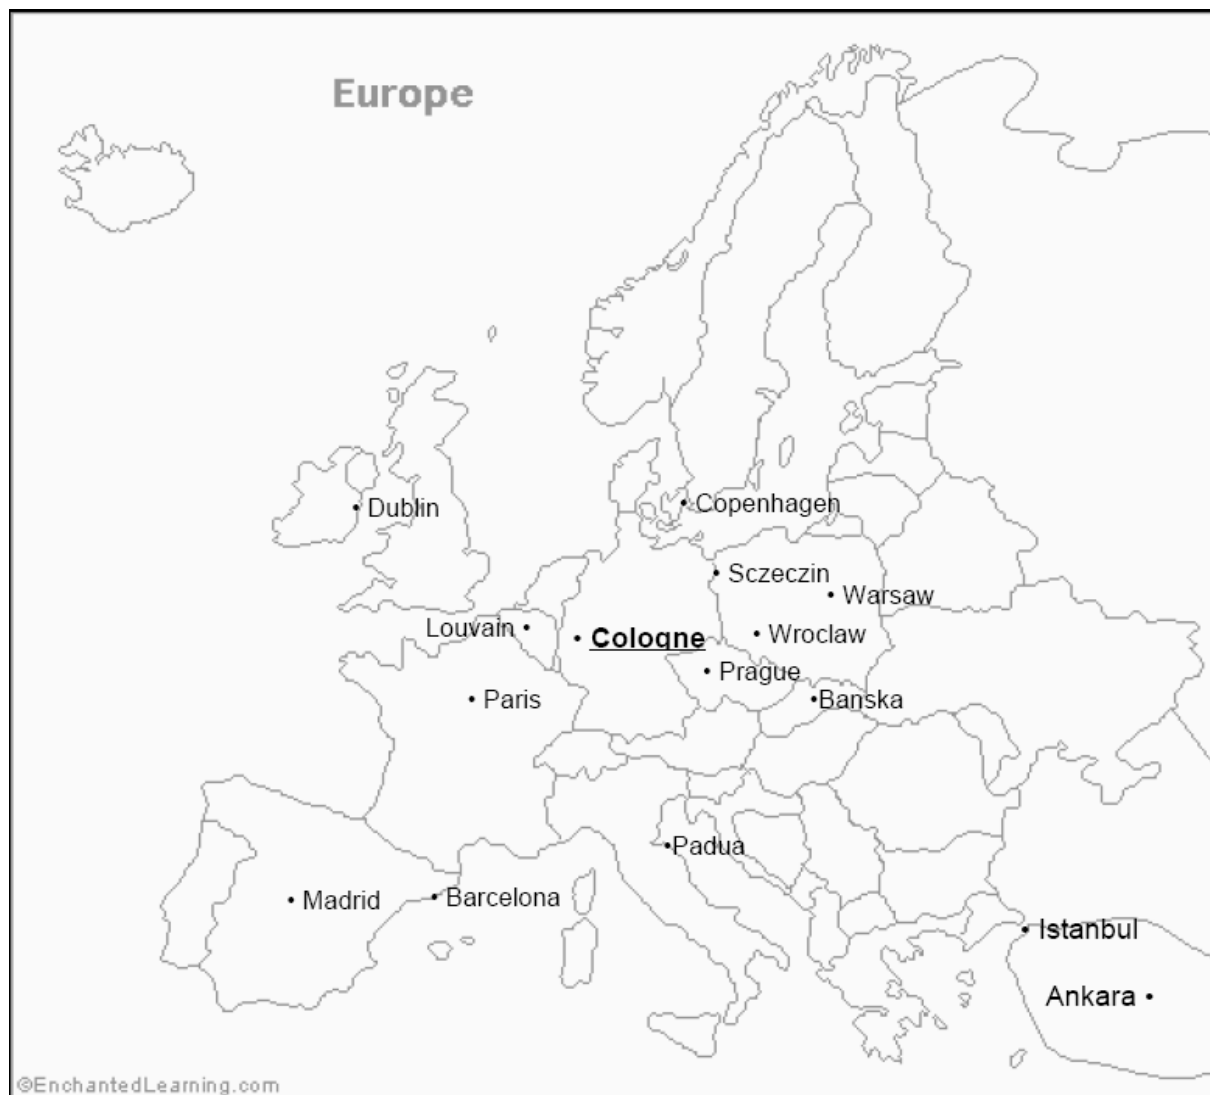 Europe
Copenhagen
Dublin
Sczeczin
Warsaw
Louvain
Cologne
Wroclaw
Prague
Paris
Banska
Padua
Madrid
Barcelona
Istanbul
Ankara
©EnchantedLearning.com